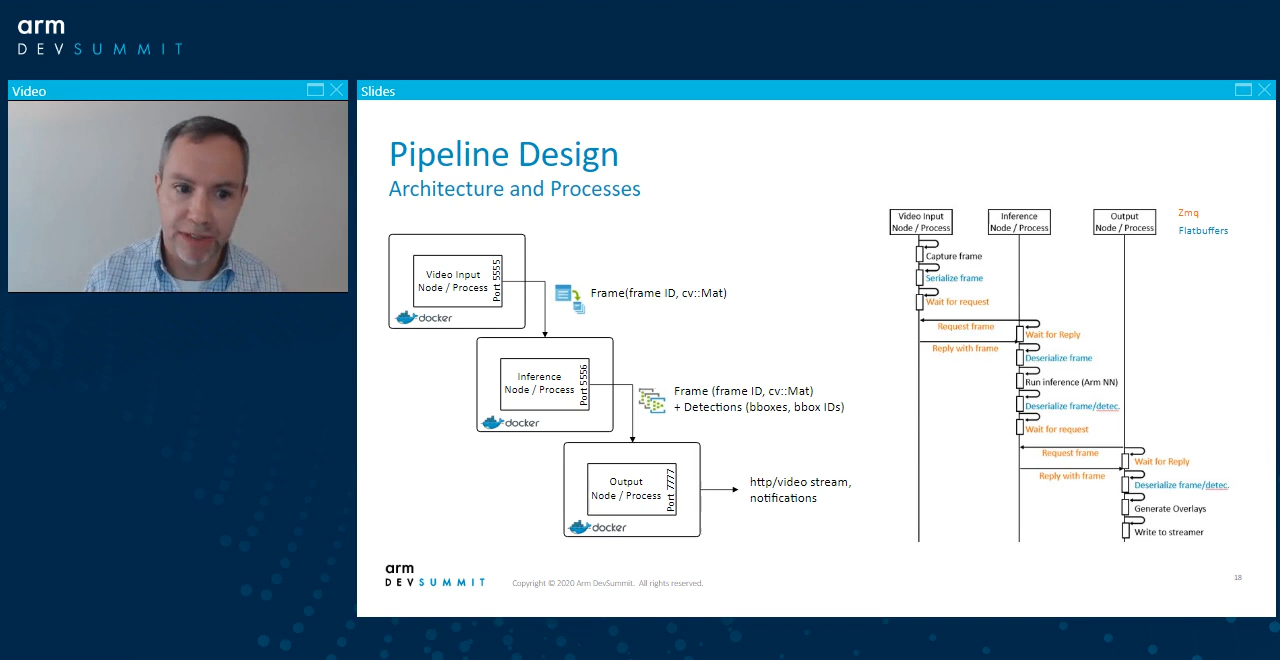 arm
DEVSUMMIT
Video
Slides
Pipeline Design
Architecture and Processes
Video Input
Node / Process
Port 5555
docker
Frame(frame ID, cv::Mat)
Inference
Node / Process
Port 5556
docker
Frame (frame ID, cv::Mat)
+ Detections (bboxes, bbox IDs)
Output
Node / Process
Port 7777
docker
http/video stream,
notifications
Video Input
Node / Process
Inference
Node / Process
Output
Node / Process
Zmq
Flatbuffers
Capture frame
Serialize frame
Wait for request
Request frame
Wait for Reply
Reply with frame
Deserialize frame
Run inference (Arm NN)
Deserialize frame/detec.
Wait for request
Request frame
Wait for Reply
Reply with frame
Deserialize frame/detec.
Generate Overlays
Write to streamer
arm
DEVSUMMIT
Copyright © 2020 Arm DevSummit. All rights reserved.
18